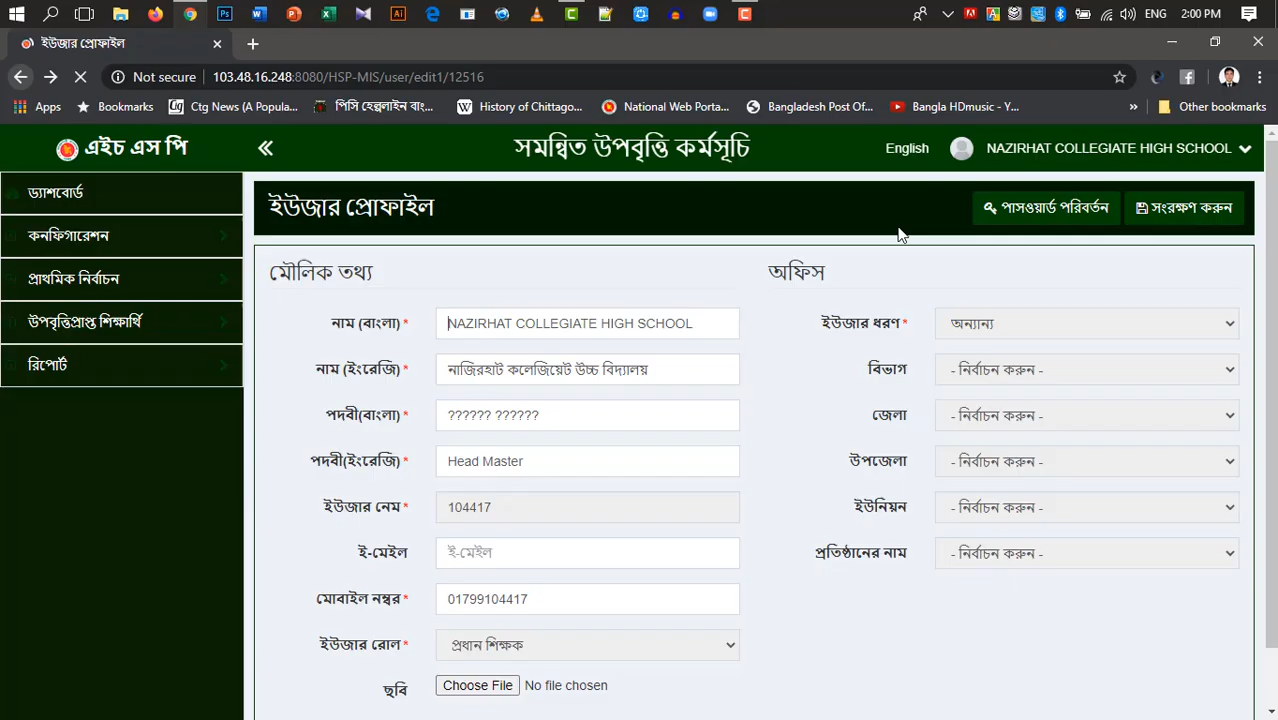 ENG 2:00 PM
ইউজার প্রোফাইল
Not secure 103.48.16.248:8080/HSP-MIS/user/edit1/12516
Apps Bookmarks Ctg News (A Popula... পিসি হেল্পলাইন বাং... History of Chittago... National Web Porta... Bangladesh Post Of... Bangla HDmusic - Y... » Other bookmarks
এইচ এস পি
সমন্বিত উপবৃত্তি কর্মসূচি
English NAZIRHAT COLLEGIATE HIGH SCHOOL
ড্যাশবোর্ড
কনফিগারেশন
প্রাথমিক নির্বাচন
উপবৃত্তিপ্রাপ্ত শিক্ষার্থি
রিপোর্ট
ইউজার প্রোফাইল
পাসওয়ার্ড পরিবর্তন সংরক্ষণ করুন
মৌলিক তথ্য
নাম (বাংলা)* NAZIRHAT COLLEGIATE HIGH SCHOOL
নাম (ইংরেজি)* নাজিরহাট কলেজিয়েট উচ্চ বিদ্যালয়
পদবী(বাংলা)* ?????? ??????
পদবী(ইংরেজি)* Head Master
ইউজার নেম* 104417
ই-মেইল ই-মেইল
মোবাইল নম্বর* 01799104417
ইউজার রোল* প্রধান শিক্ষক
ছবি Choose File No file chosen
অফিস
ইউজার ধরণ* অন্যান্য
বিভাগ - নির্বাচন করুন -
জেলা - নির্বাচন করুন -
উপজেলা - নির্বাচন করুন -
ইউনিয়ন - নির্বাচন করুন -
প্রতিষ্ঠানের নাম - নির্বাচন করুন -